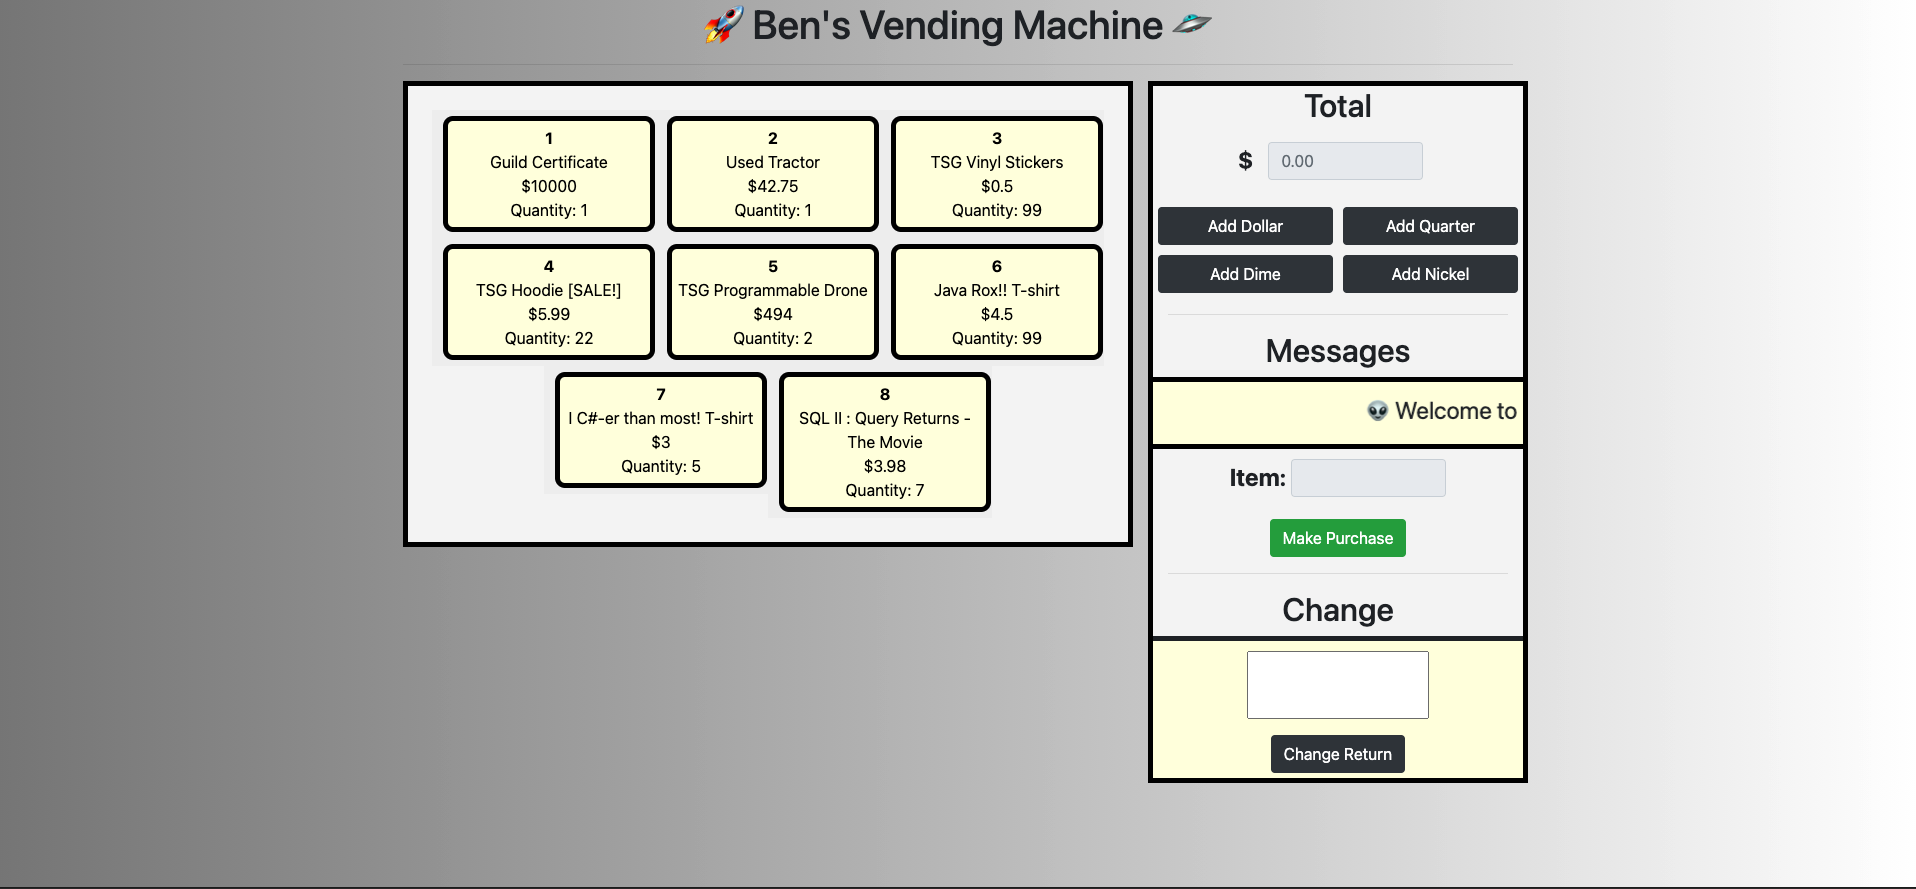 🚀 Ben's Vending Machine 🛸
1
Guild Certificate
$10000
Quantity: 1
2
Used Tractor
$42.75
Quantity: 1
3
TSG Vinyl Stickers
$0.5
Quantity: 99
4
TSG Hoodie [SALE!]
$5.99
Quantity: 22
5
TSG Programmable Drone
$494
Quantity: 2
6
Java Rox!! T-shirt
$4.5
Quantity: 99
7
I C#-er than most! T-shirt
$3
Quantity: 5
8
SQL II : Query Returns -
The Movie
$3.98
Quantity: 7
Total
$ 0.00
Add Dollar
Add Quarter
Add Dime
Add Nickel
Messages
👽 Welcome to
Item:
Make Purchase
Change
Change Return